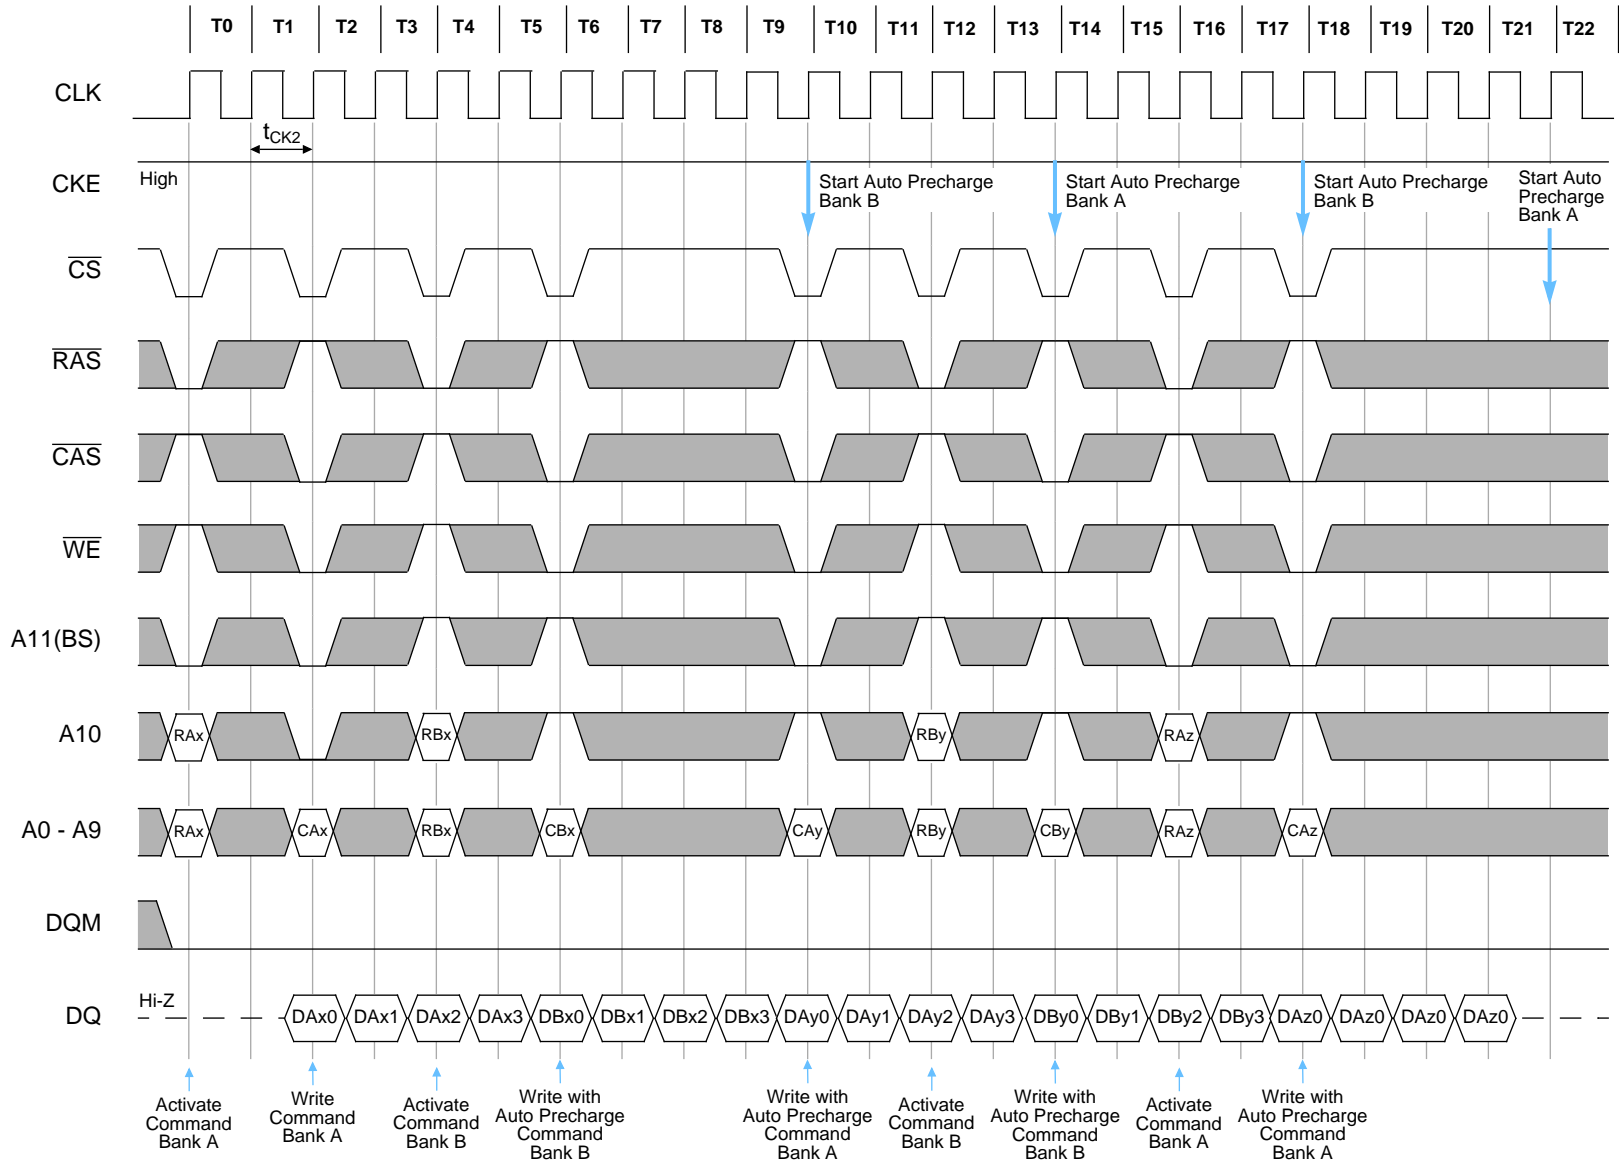 T0 T1 T2 T3 T4 T5 T6 T7 T8 T9 T10 T11 T12 T13 T14 T15 T16 T17 T18 T19 T20 T21 T22
CLK
tCK2
CKE
High
Start Auto Precharge
Bank B
Start Auto Precharge
Bank A
Start Auto Precharge
Bank B
Start Auto
Precharge
Bank A
CS
RAS
CAS
WE
A11(BS)
A10
RAx RBx RBy RAz
A0 - A9
RAx CAx RBx CBx CAy RBy CBy RAz CAz
DQM
DQ
Hi-Z
DAx0 DAx1 DAx2 DAx3 DBx0 DBx1 DBx2 DBx3 DAy0 DAy1 DAy2 DAy3 DBy0 DBy1 DBy2 DBy3 DAz0 DAz0 DAz0 DAz0
Activate
Command
Bank A
Write
Command
Bank A
Activate
Command
Bank B
Write with
Auto Precharge
Command
Bank B
Write with
Auto Precharge
Command
Bank A
Activate
Command
Bank B
Write with
Auto Precharge
Command
Bank B
Activate
Command
Bank A
Write with
Auto Precharge
Command
Bank A